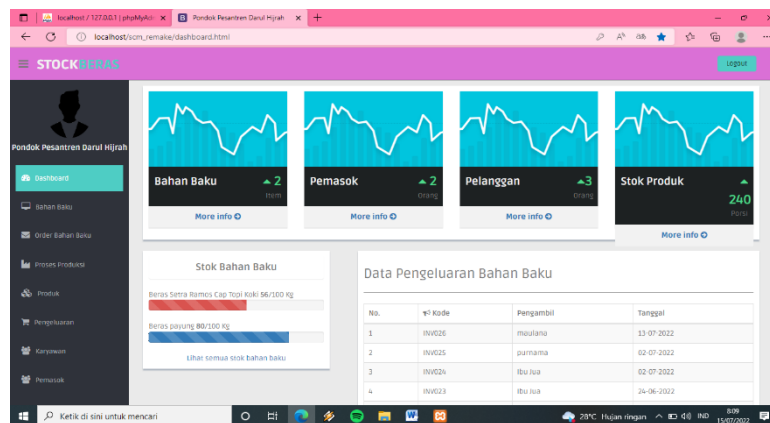 localhost / 127.0.0.1 | phpMyAd
Pondok Pesantren Darul Hijrah
localhost/scm_remake/dashboard.html
STOCKBERAS
Logout
Pondok Pesantren Darul Hijrah
Dashboard
Bahan Baku
Order Bahan Baku
Proses Produksi
Produk
Pengeluaran
Karyawan
Pemasok
Bahan Baku 2
Item
More info
Pemasok 2
Orang
More info
Pelanggan 3
Orang
More info
Stok Produk
240
Porsi
More info
Stok Bahan Baku
Beras Setra Ramos Cap Topi Koki 56/100 Kg
Beras payung 80/100 Kg
Lihat semua stok bahan baku
Data Pengeluaran Bahan Baku
No. Kode Pengambil Tanggal
1 INV026 maulana 13-07-2022
2 INV025 purnama 02-07-2022
3 INV024 Ibu Jua 02-07-2022
4 INV023 Ibu Jua 24-06-2022
Ketik di sini untuk mencari
28°C Hujan ringan
IND
8:09
15/07/2022